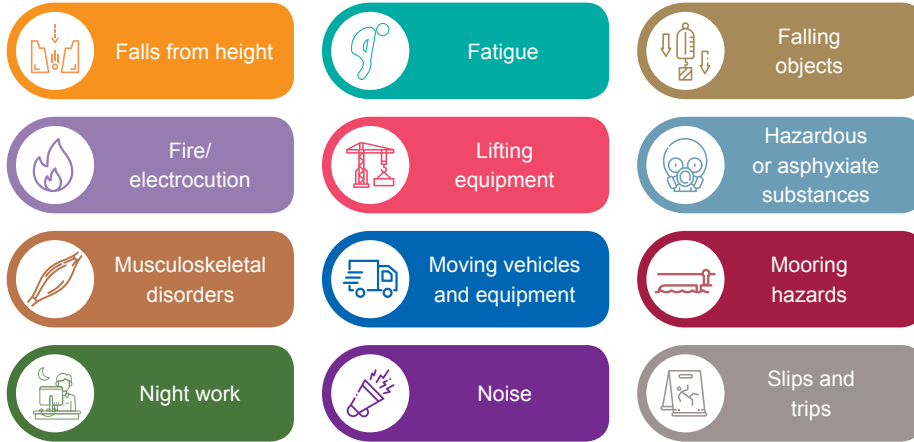 Falls from height
Fatigue
Falling
objects
Fire/
electrocution
Lifting
equipment
Hazardous
or asphyxiate
substances
Musculoskeletal
disorders
Moving vehicles
and equipment
Mooring
hazards
Night work
Noise
Slips and
trips